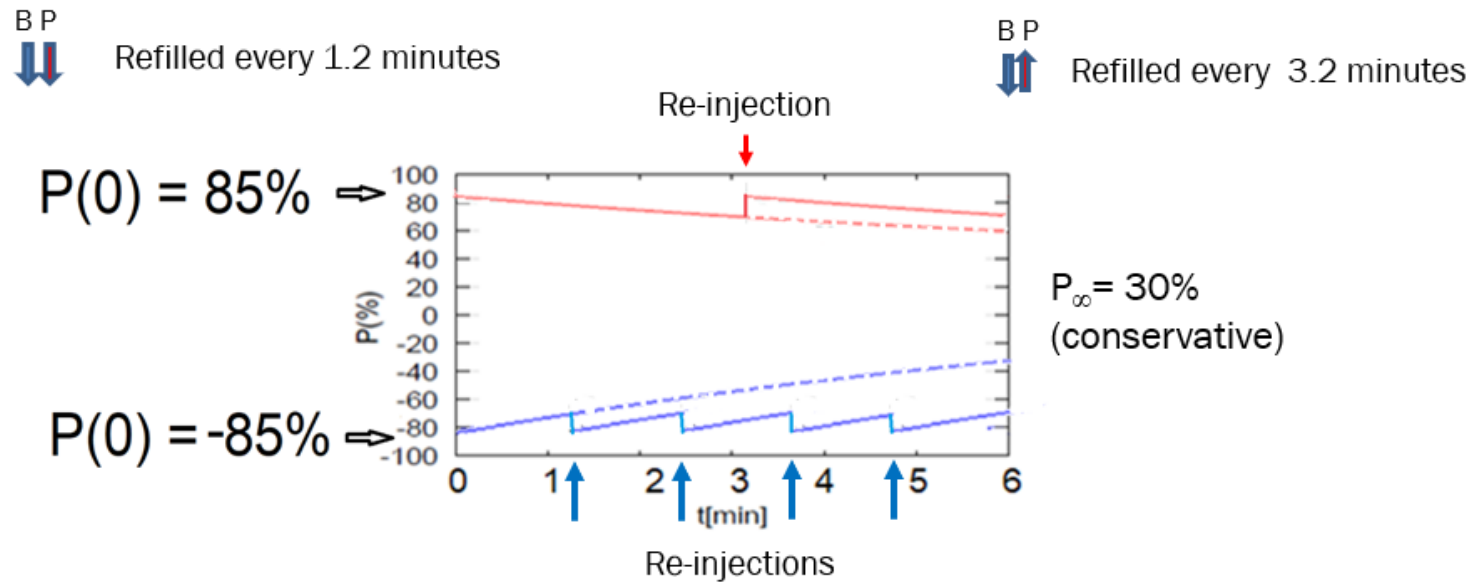 B P
Refilled every 1.2 minutes
B P
Refilled every 3.2 minutes
Re-injection
P(0) = 85%
P(0) = -85%
100
80
60
40
20
0
-20
-40
-60
-80
-100
P(%)
0 1 2 3 4 5 6
t[min]
P∞= 30%
(conservative)
Re-injections